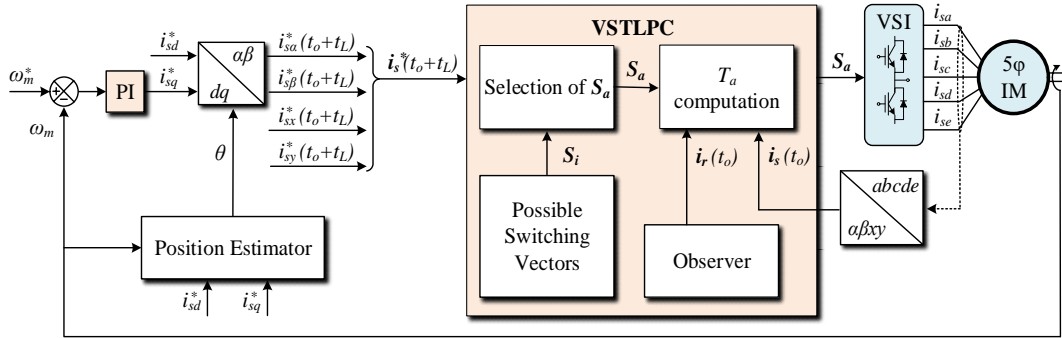 i*sd
ω*m
i*sq
PI
ωm
αβ
dq
θ
i*sα(to+tL)
i*sβ(to+tL)
i*sx(to+tL)
i*sy(to+tL)
i*s(to+tL)
Position Estimator
i*sd
i*sq
VSTLPC
Selection of Sa
Sa
Ta
computation
Si
ir(to)
is(to)
Possible
Switching
Vectors
Observer
Sa
VSI
isa
isb
isc
isd
ise
5φ
IM
abcde
αβxy